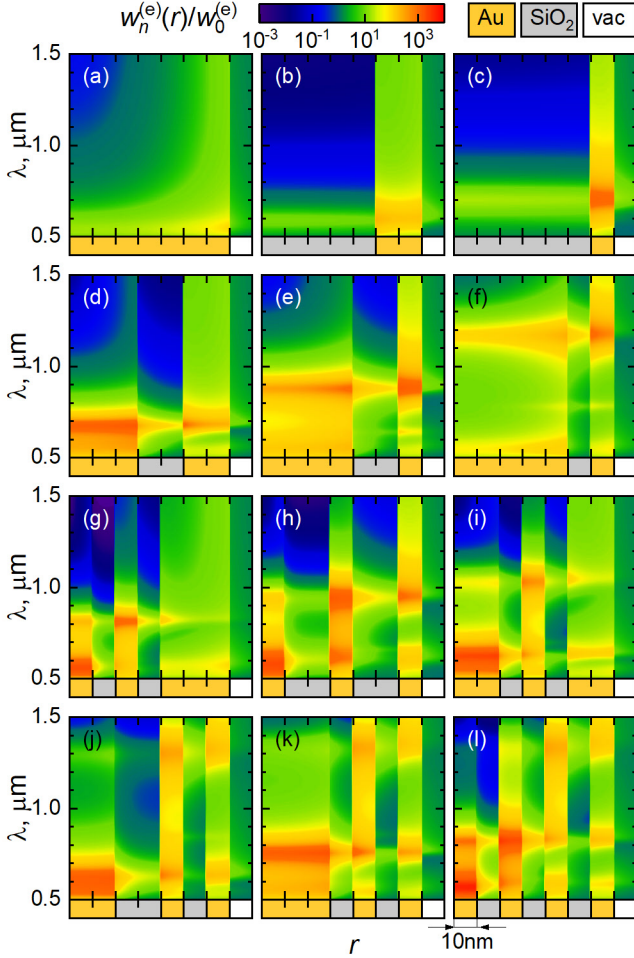 w_n^(e)(r)/w_0^(e)
10^-3 10^-1 10^1 10^3
Au SiO_2 vac
(a) (b) (c)
λ, μm
1.5
1.0
0.5
(d) (e) (f)
λ, μm
1.5
1.0
0.5
(g) (h) (i)
λ, μm
1.5
1.0
0.5
(j) (k) (l)
λ, μm
1.5
1.0
0.5
r
10nm